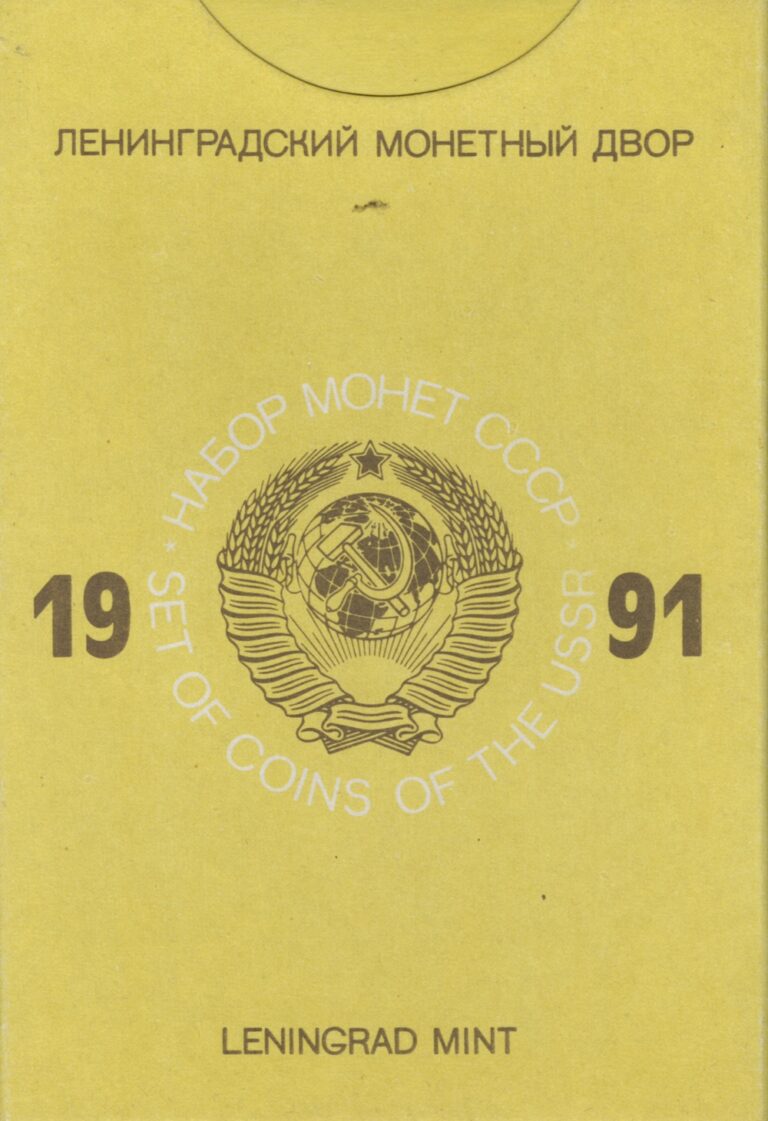 ЛЕНИНГРАДСКИЙ МОНЕТНЫЙ ДВОР
* НАБОР МОНЕТ СССР *
19 91
SET OF COINS OF THE USSR
LENINGRAD MINT